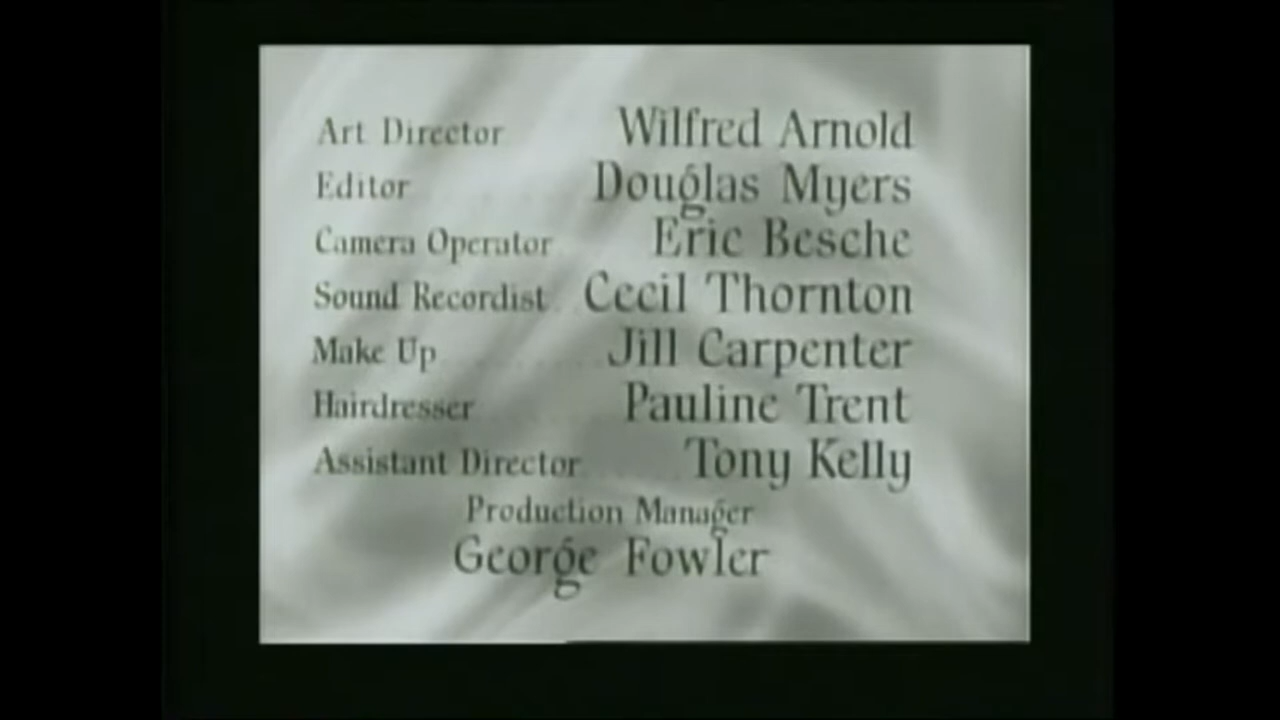 Art Director Wilfred Arnold
Editor Douglas Myers
Camera Operator Eric Besche
Sound Recordist Cecil Thornton
Make Up Jill Carpenter
Hairdresser Pauline Trent
Assistant Director Tony Kelly
Production Manager
George Fowler